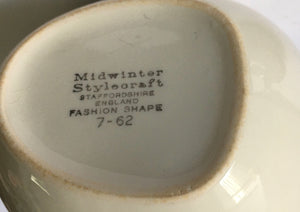 Midwinter
Stylecraft
STAFFORDSHIRE
ENGLAND
FASHION SHAPE
7-62